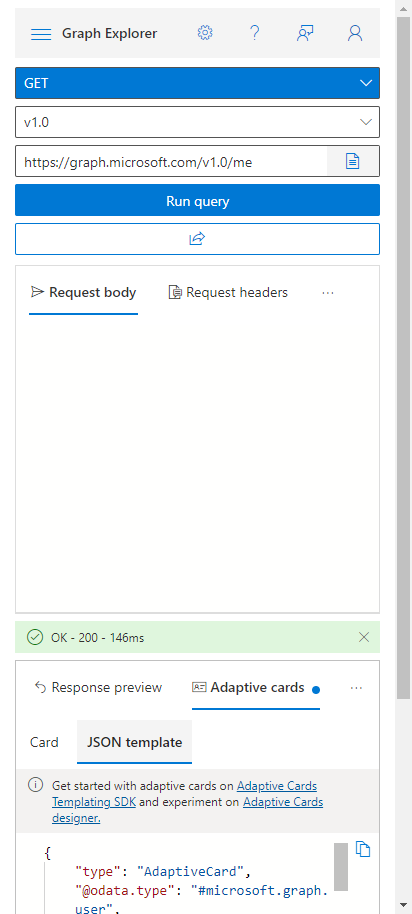 Graph Explorer
GET
v1.0
https://graph.microsoft.com/v1.0/me
Run query
Request body
Request headers
OK - 200 - 146ms
Response preview
Adaptive cards
Card
JSON template
Get started with adaptive cards on Adaptive Cards
Templating SDK and experiment on Adaptive Cards
designer.
{
"type": "AdaptiveCard",
"@odata.type": "#microsoft.graph.
user",